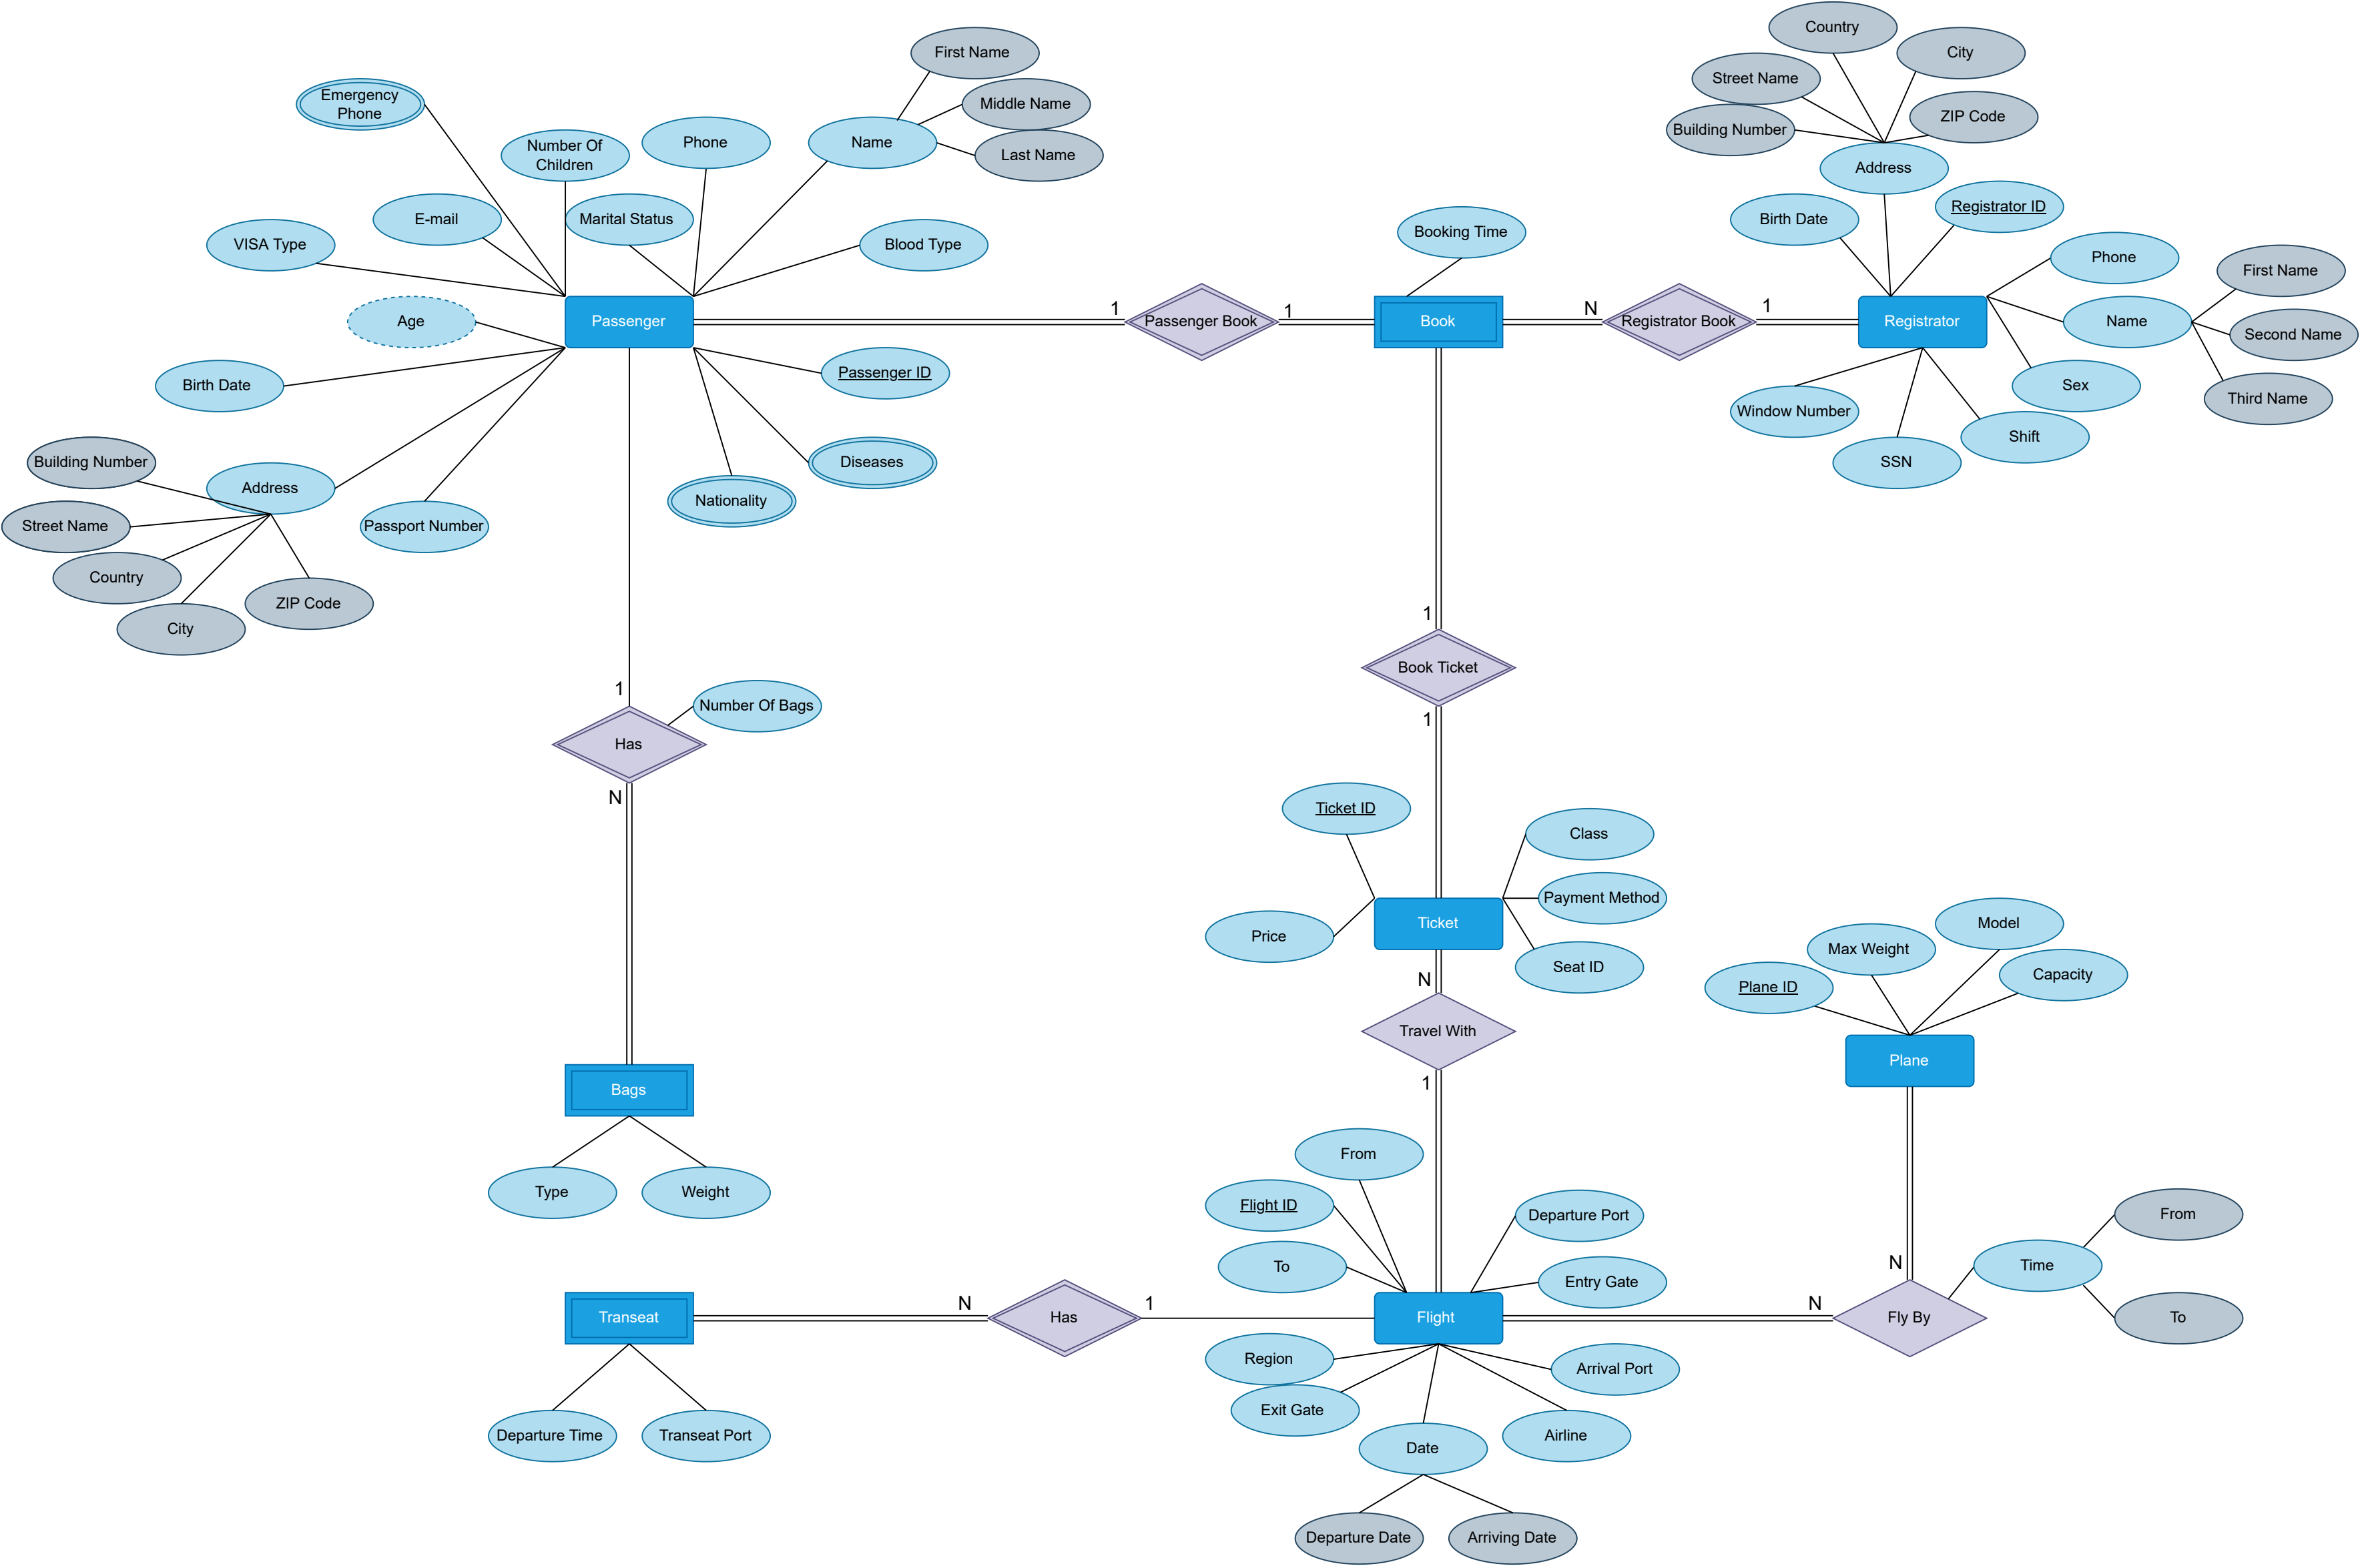 Country
First Name
City
Street Name
Emergency
Phone
Middle Name
ZIP Code
Building Number
Number Of
Children
Phone
Name
Last Name
Address
Registrator ID
E-mail
Marital Status
Birth Date
Booking Time
VISA Type
Blood Type
Phone
First Name
Age
Passenger
1
Passenger Book
1
Book
N
Registrator Book
1
Registrator
Name
Second Name
Birth Date
Passenger ID
Sex
Third Name
Window Number
Shift
Building Number
Diseases
SSN
Address
Nationality
Street Name
Passport Number
Country
ZIP Code
City
1
Book Ticket
1
1
Number Of Bags
Has
N
Ticket ID
Class
Payment Method
Price
Ticket
Seat ID
Model
Max Weight
Capacity
Plane ID
N
Travel With
1
Plane
Bags
Type
Weight
From
Flight ID
Departure Port
From
To
Entry Gate
Time
N
Transeat
N
Has
1
Flight
N
Fly By
To
Region
Arrival Port
Exit Gate
Departure Time
Transeat Port
Date
Airline
Departure Date
Arriving Date